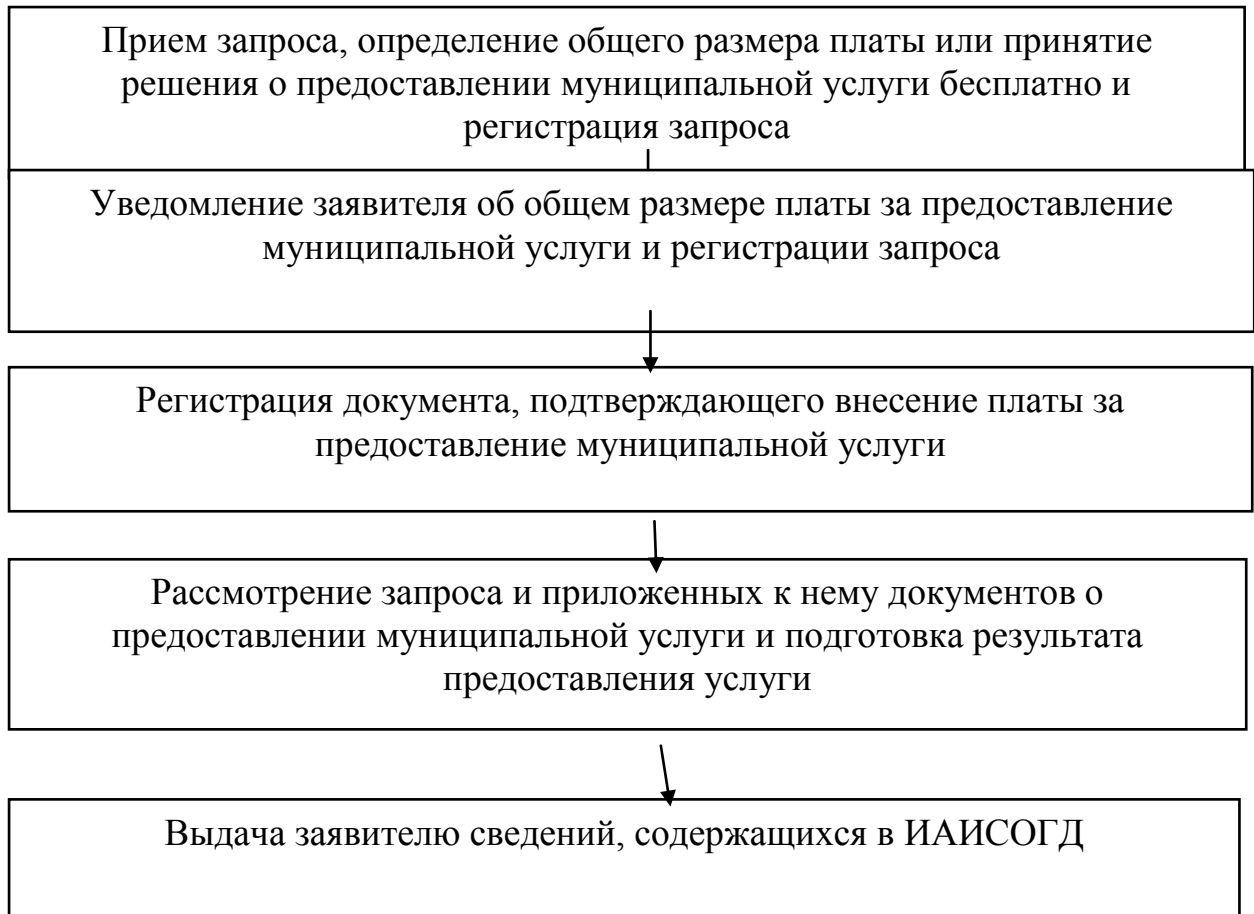 Прием запроса, определение общего размера платы или принятие
решения о предоставлении муниципальной услуги бесплатно и
регистрация запроса
Уведомление заявителя об общем размере платы за предоставление
муниципальной услуги и регистрации запроса
Регистрация документа, подтверждающего внесение платы за
предоставление муниципальной услуги
Рассмотрение запроса и приложенных к нему документов о
предоставлении муниципальной услуги и подготовка результата
предоставления услуги
Выдача заявителю сведений, содержащихся в ИАИСОГД